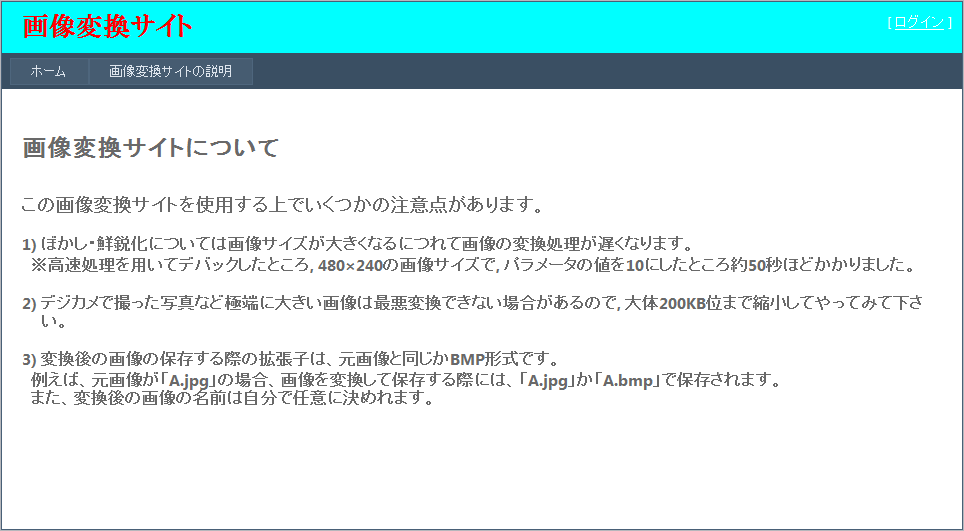 画像変換サイト
[ ログイン ]
ホーム
画像変換サイトの説明
画像変換サイトについて
この画像変換サイトを使用する上でいくつかの注意点があります。
1) ぼかし・鮮鋭化については画像サイズが大きくなるにつれて画像の変換処理が遅くなります。
※高速処理を用いてデバックしたところ, 480×240の画像サイズで, パラメータの値を10にしたところ約50秒ほどかかりました。
2) デジカメで撮った写真など極端に大きい画像は最悪変換できない場合があるので, 大体200KB位まで縮小してやってみて下さ
い。
3) 変換後の画像の保存する際の拡張子は、元画像と同じかBMP形式です。
例えば、元画像が「A.jpg」の場合、画像を変換して保存する際には、「A.jpg」か「A.bmp」で保存されます。
また、変換後の画像の名前は自分で任意に決めれます。